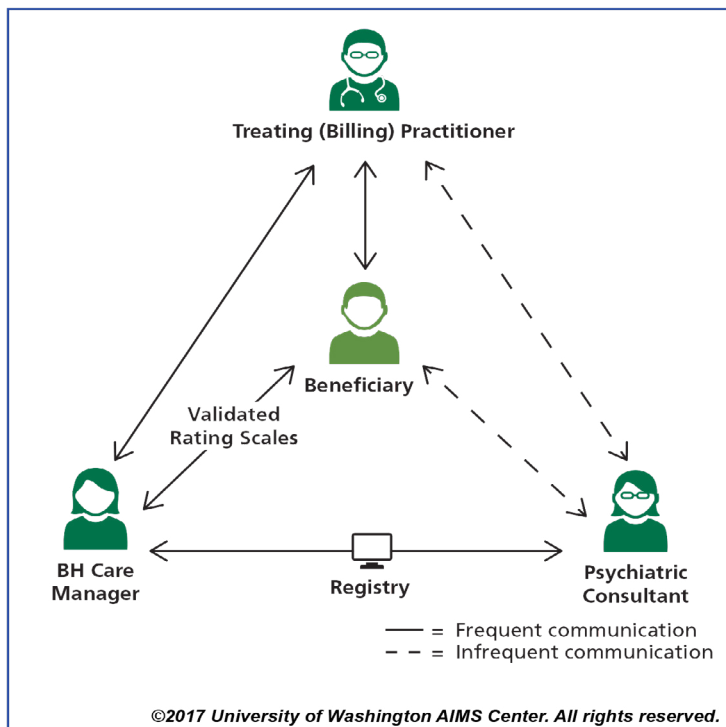 Treating (Billing) Practitioner
Beneficiary
Validated
Rating Scales
BH Care
Manager
Registry
Psychiatric
Consultant
= Frequent communication
= Infrequent communication
©2017 University of Washington AIMS Center. All rights reserved.